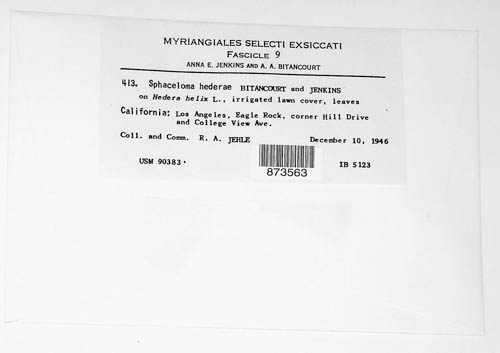 MYRIANGIALES SELECTI EXSICCATI
FASCICLE 9
ANNA E. JENKINS AND A. A. BITANCOURT
413. Sphaceloma hederae BITANCOURT and JENKINS
on Hedera helix L., irrigated lawn cover, leaves
California: Los Angeles, Eagle Rock, corner Hill Drive
and College View Ave.
Coll. and Comm. R. A. JEHLE December 10, 1946
USM 90383 IB 5123
873563